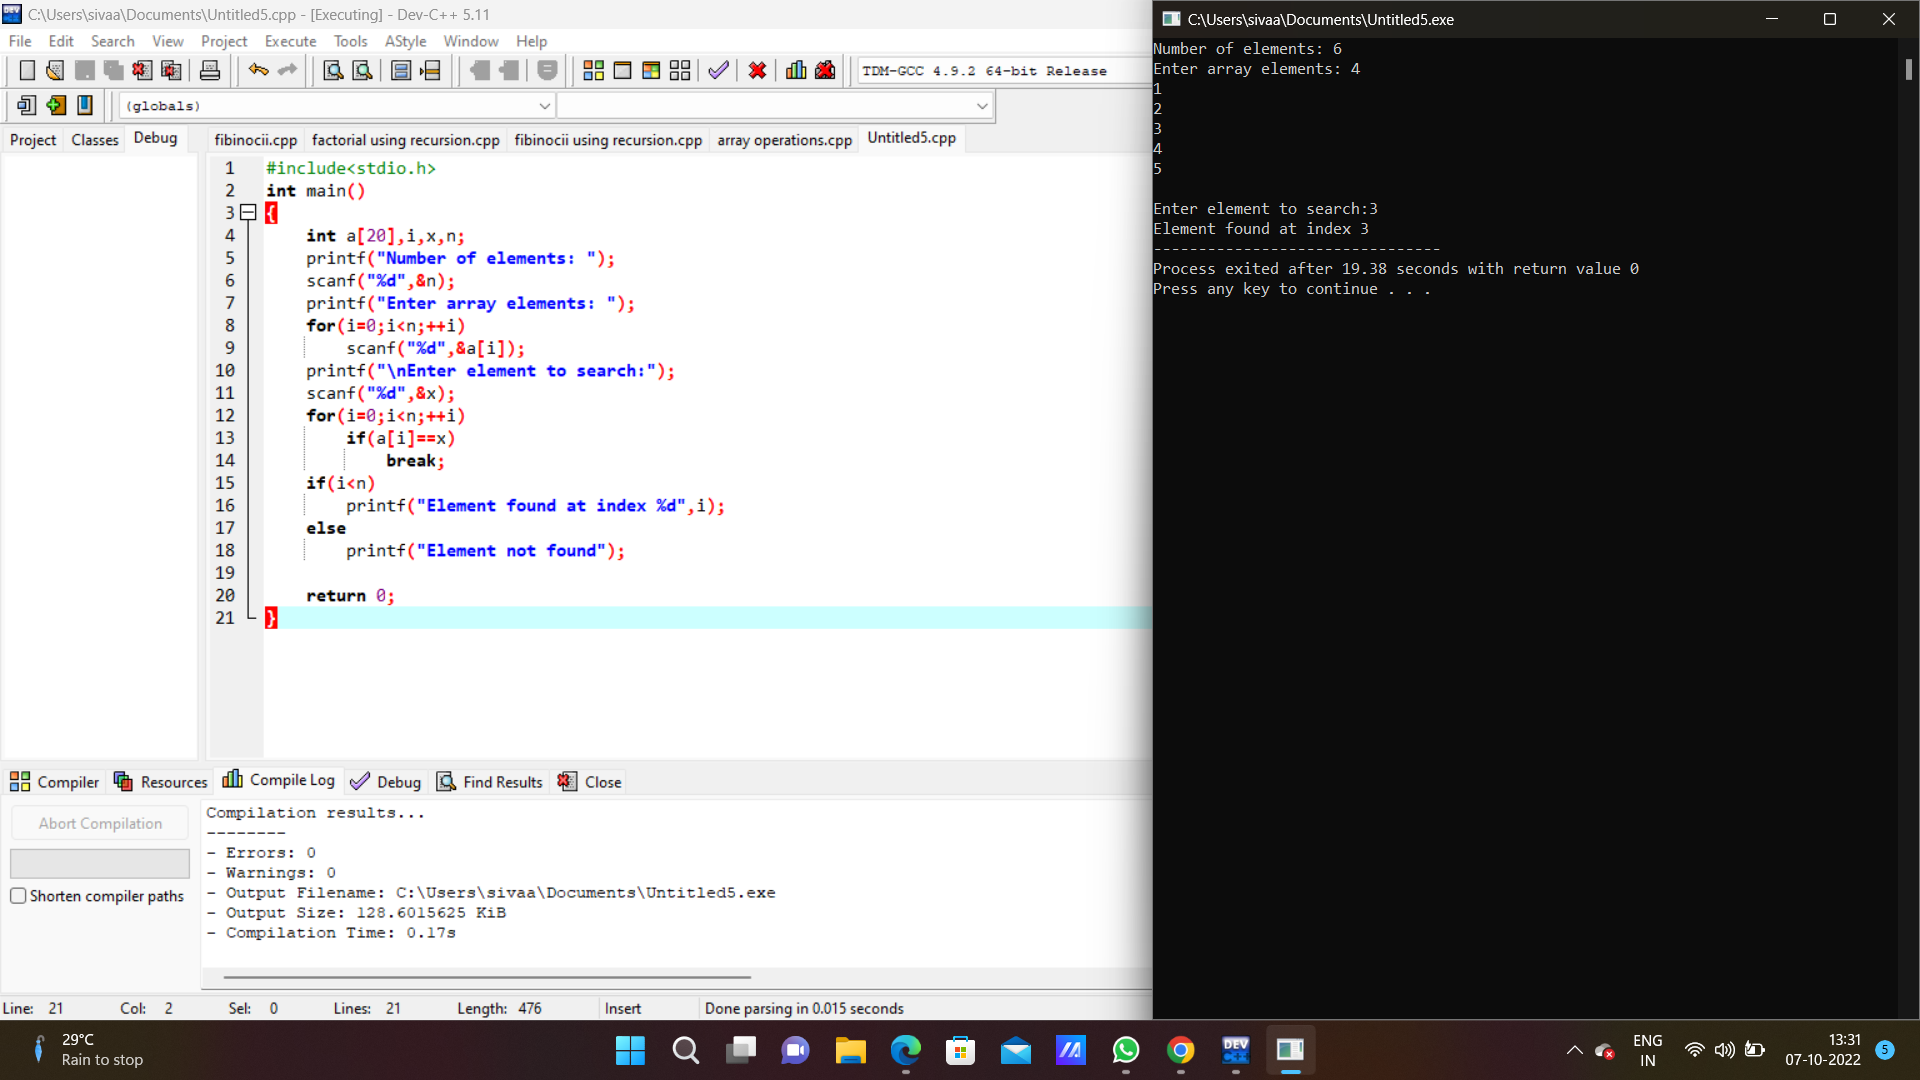 C:\Users\sivaa\Documents\Untitled5.cpp - [Executing] - Dev-C++ 5.11
File Edit Search View Project Execute Tools AStyle Window Help
TDM-GCC 4.9.2 64-bit Release
(globals)
Project Classes Debug
fibinocii.cpp factorial using recursion.cpp fibinocii using recursion.cpp array operations.cpp Untitled5.cpp
1 #include<stdio.h>
2 int main()
3 {
4 int a[20],i,x,n;
5 printf("Number of elements: ");
6 scanf("%d",&n);
7 printf("Enter array elements: ");
8 for(i=0;i<n;++i)
9 scanf("%d",&a[i]);
10 printf("\nEnter element to search:");
11 scanf("%d",&x);
12 for(i=0;i<n;++i)
13 if(a[i]==x)
14 break;
15 if(i<n)
16 printf("Element found at index %d",i);
17 else
18 printf("Element not found");
19
20 return 0;
21 }
Compiler Resources Compile Log Debug Find Results Close
Abort Compilation
Shorten compiler paths
Compilation results...
--------
- Errors: 0
- Warnings: 0
- Output Filename: C:\Users\sivaa\Documents\Untitled5.exe
- Output Size: 128.6015625 KiB
- Compilation Time: 0.17s
Line: 21 Col: 2 Sel: 0 Lines: 21 Length: 476 Insert Done parsing in 0.015 seconds
C:\Users\sivaa\Documents\Untitled5.exe
Number of elements: 6
Enter array elements: 4
1
2
3
4
5
Enter element to search:3
Element found at index 3
--------------------------------
Process exited after 19.38 seconds with return value 0
Press any key to continue . . .
29°C
Rain to stop
DEV
C++
ENG
IN
13:31
07-10-2022
5